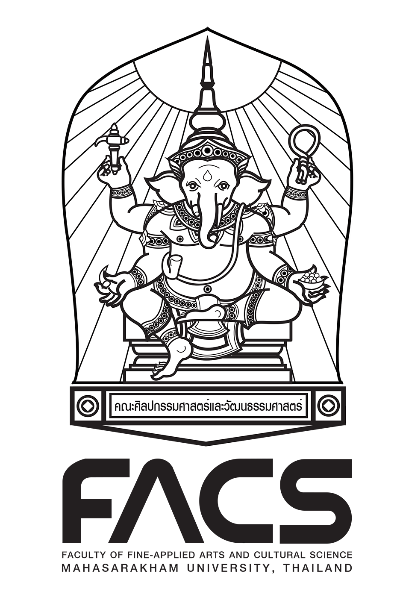 คณะศิลปกรรมศาสตร์และวัฒนธรรมศาสตร์
FACS
FACULTY OF FINE-APPLIED ARTS AND CULTURAL SCIENCE
MAHASARAKHAM UNIVERSITY, THAILAND